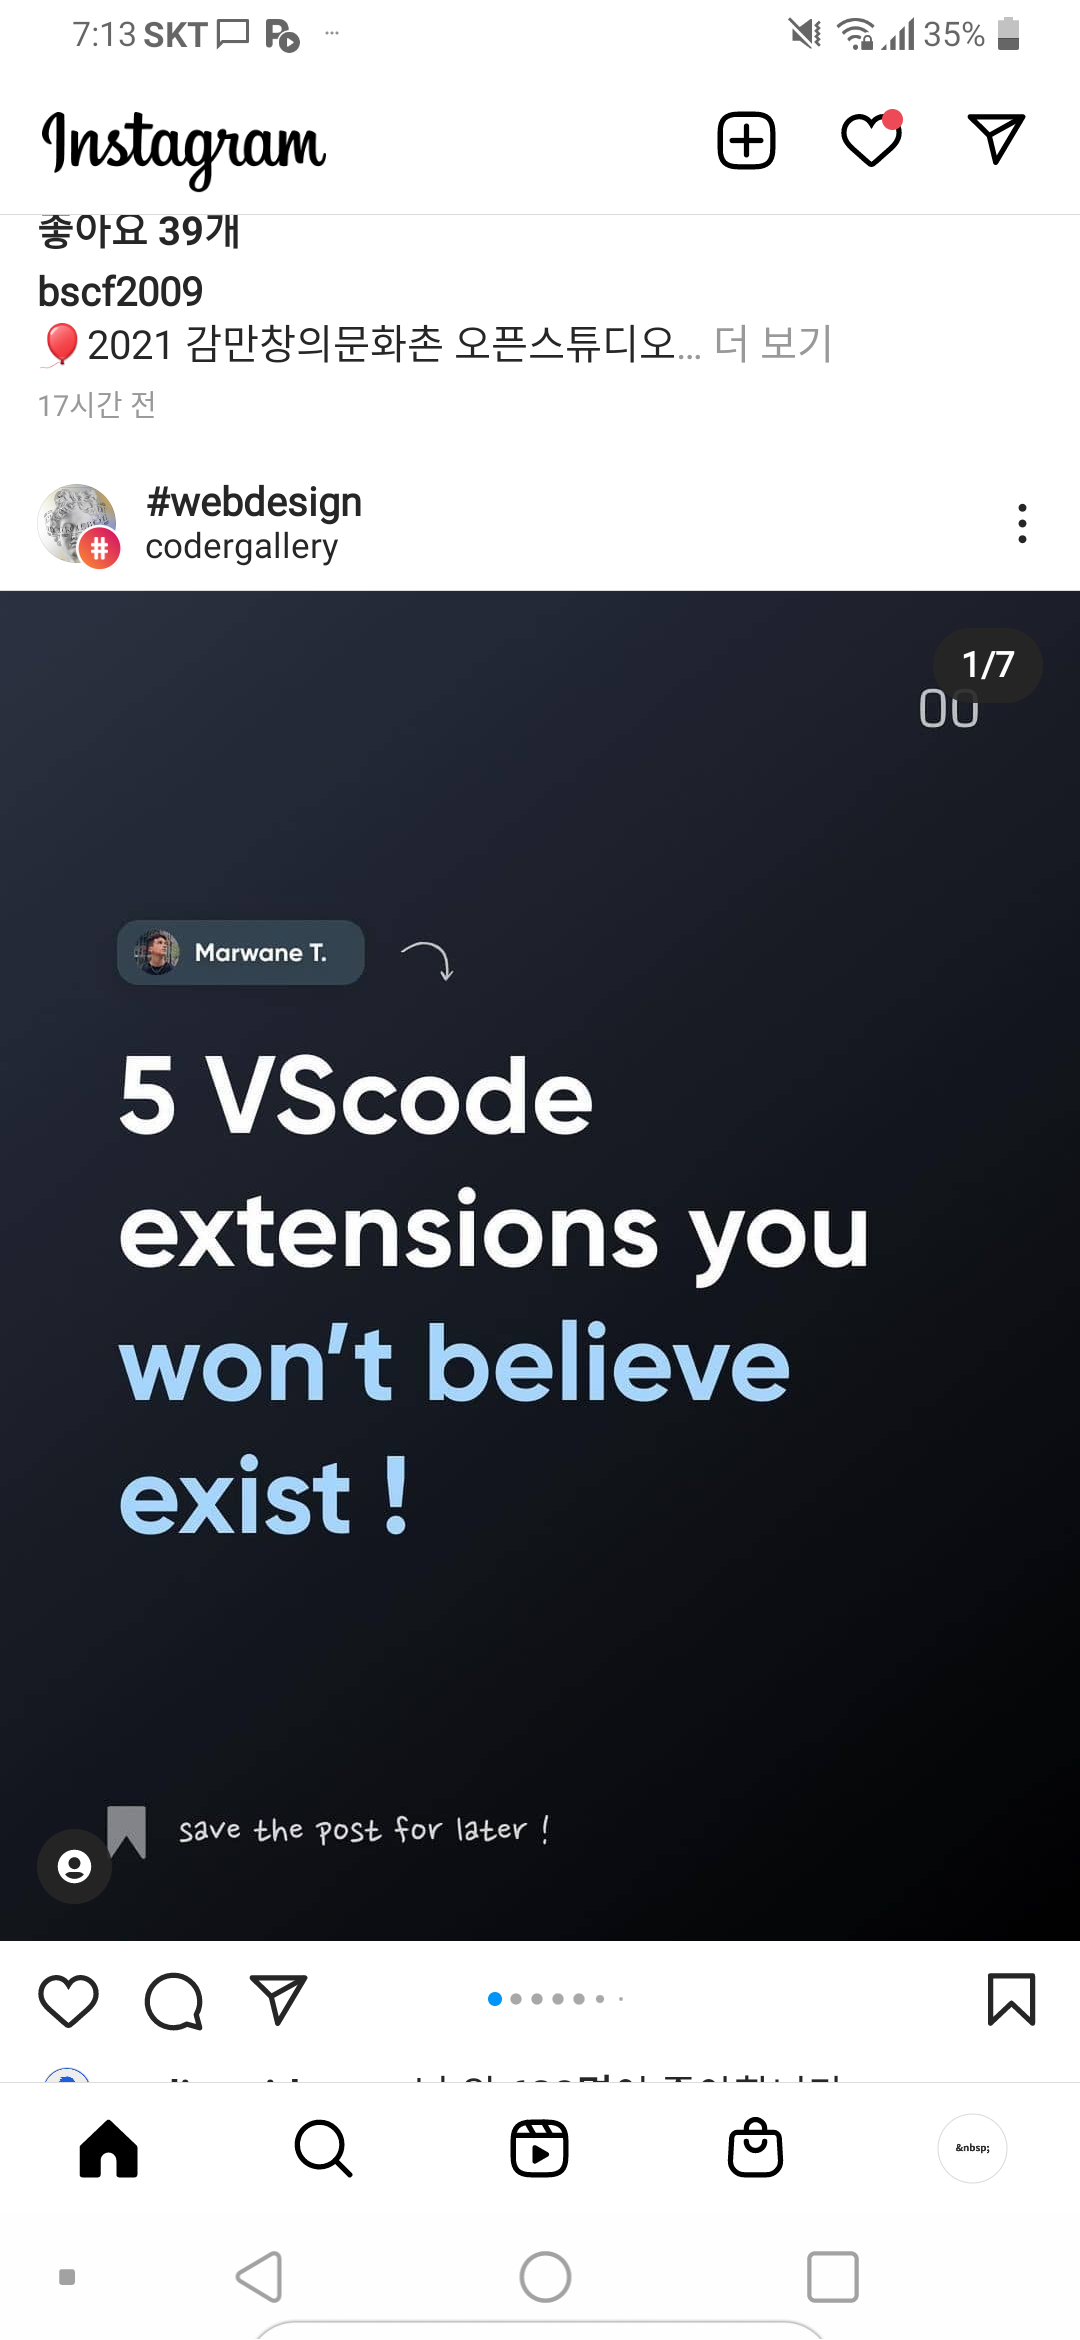 7:13 SKT
35%
Instagram
좋아요 39개
bscf2009
🎈2021 감만창의문화촌 오픈스튜디오... 더 보기
17시간 전
#webdesign
codergallery
1/7
00
Marwane T.
5 VScode
extensions you
won't believe
exist !
save the post for later !
&nbsp;